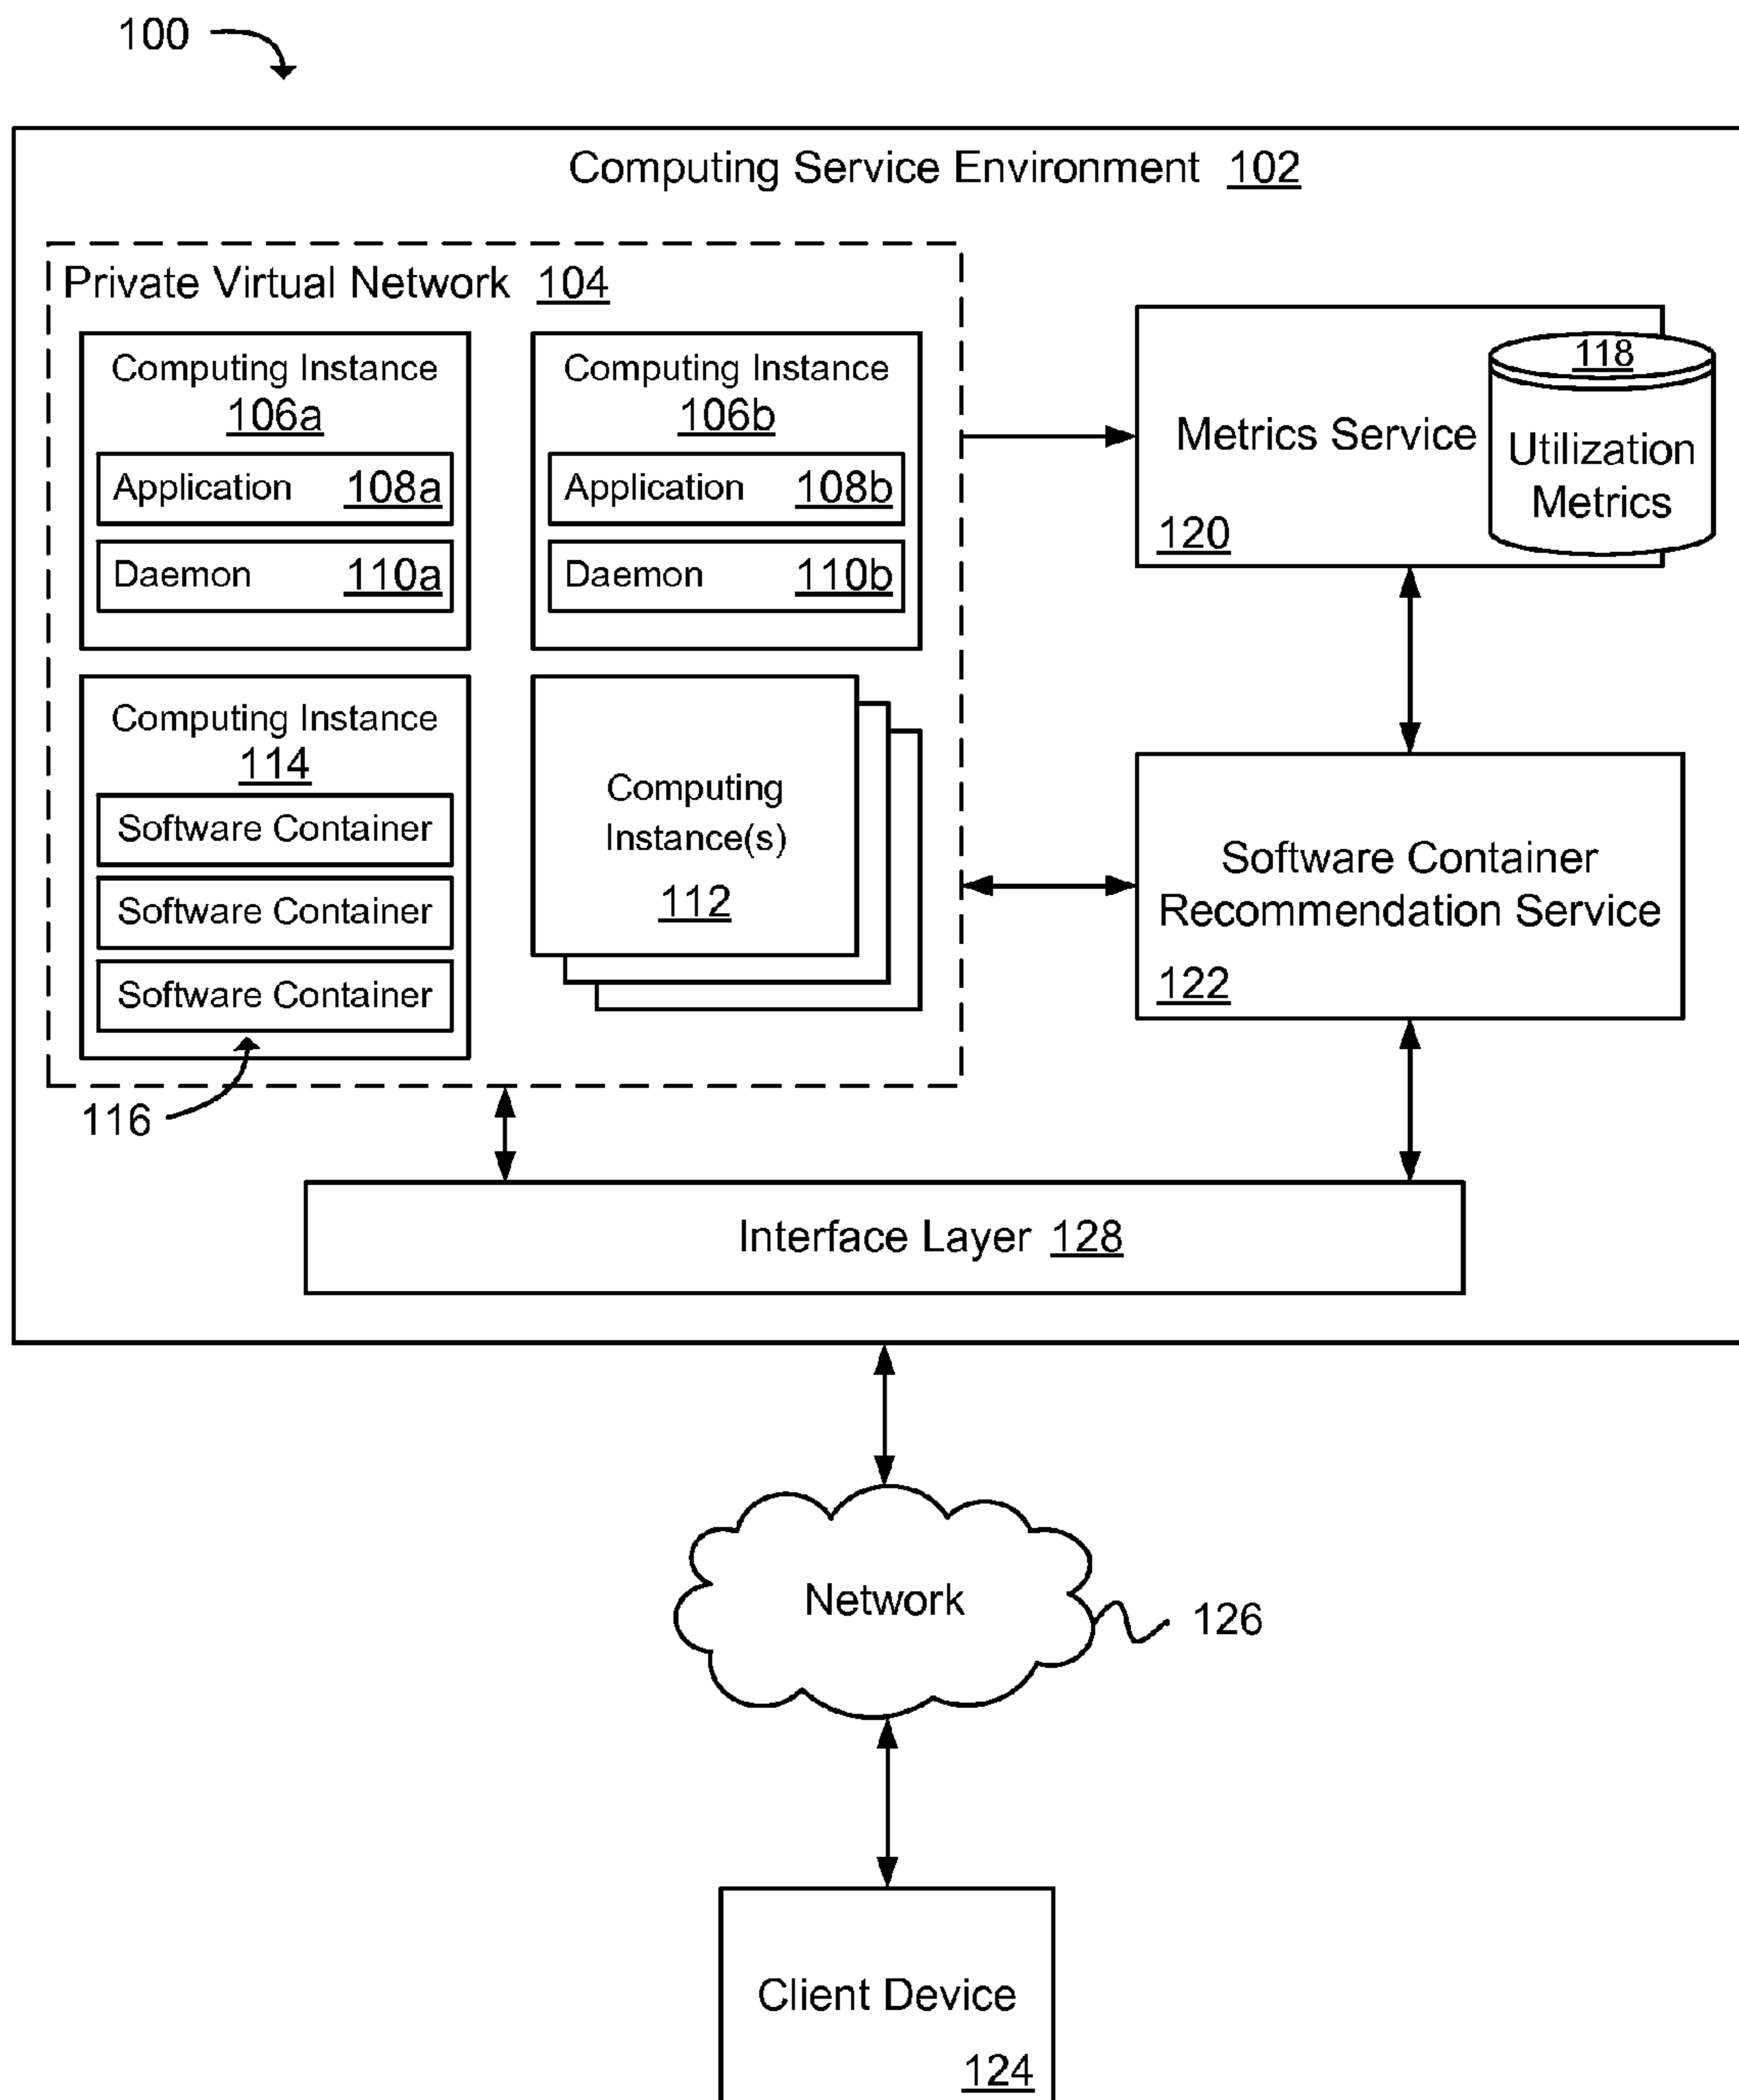 100
Computing Service Environment 102
Private Virtual Network 104
Computing Instance
106a
Application 108a
Daemon 110a
Computing Instance
106b
Application 108b
Daemon 110b
Computing Instance
114
Software Container
Software Container
Software Container
116
Computing
Instance(s)
112
Metrics Service
120
118
Utilization
Metrics
Software Container
Recommendation Service
122
Interface Layer 128
Network
126
Client Device
124